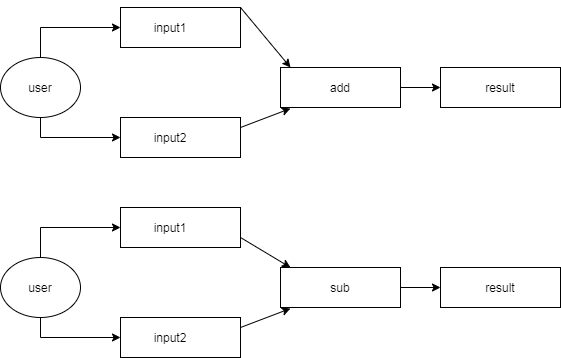 input1
user
add
result
input2
input1
user
sub
result
input2